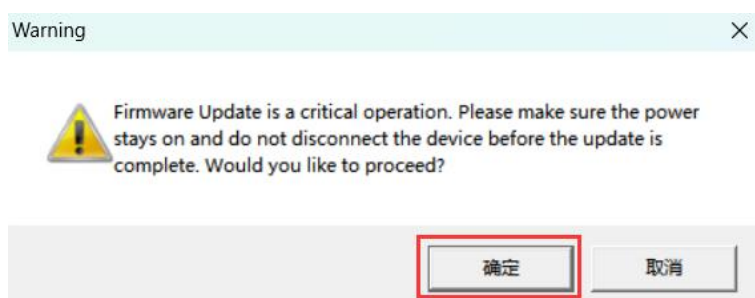 Warning
Firmware Update is a critical operation. Please make sure the power
stays on and do not disconnect the device before the update is
complete. Would you like to proceed?
确定 取消